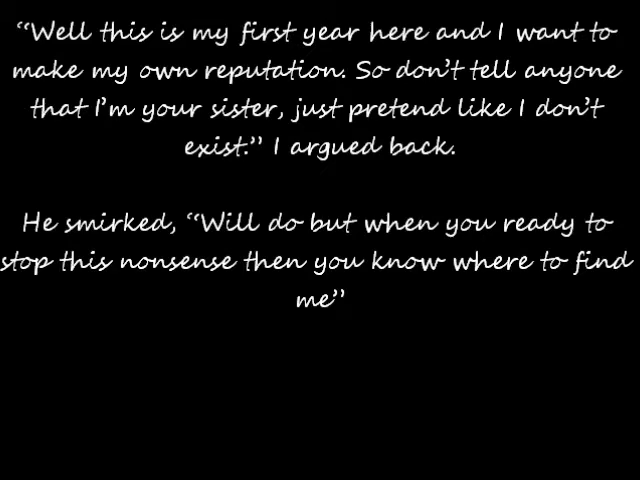 “Well this is my first year here and I want to
make my own reputation. So don’t tell anyone
that I’m your sister, just pretend like I don’t
exist.” I argued back.
He smirked, “Will do but when you ready to
stop this nonsense then you know where to find
me”